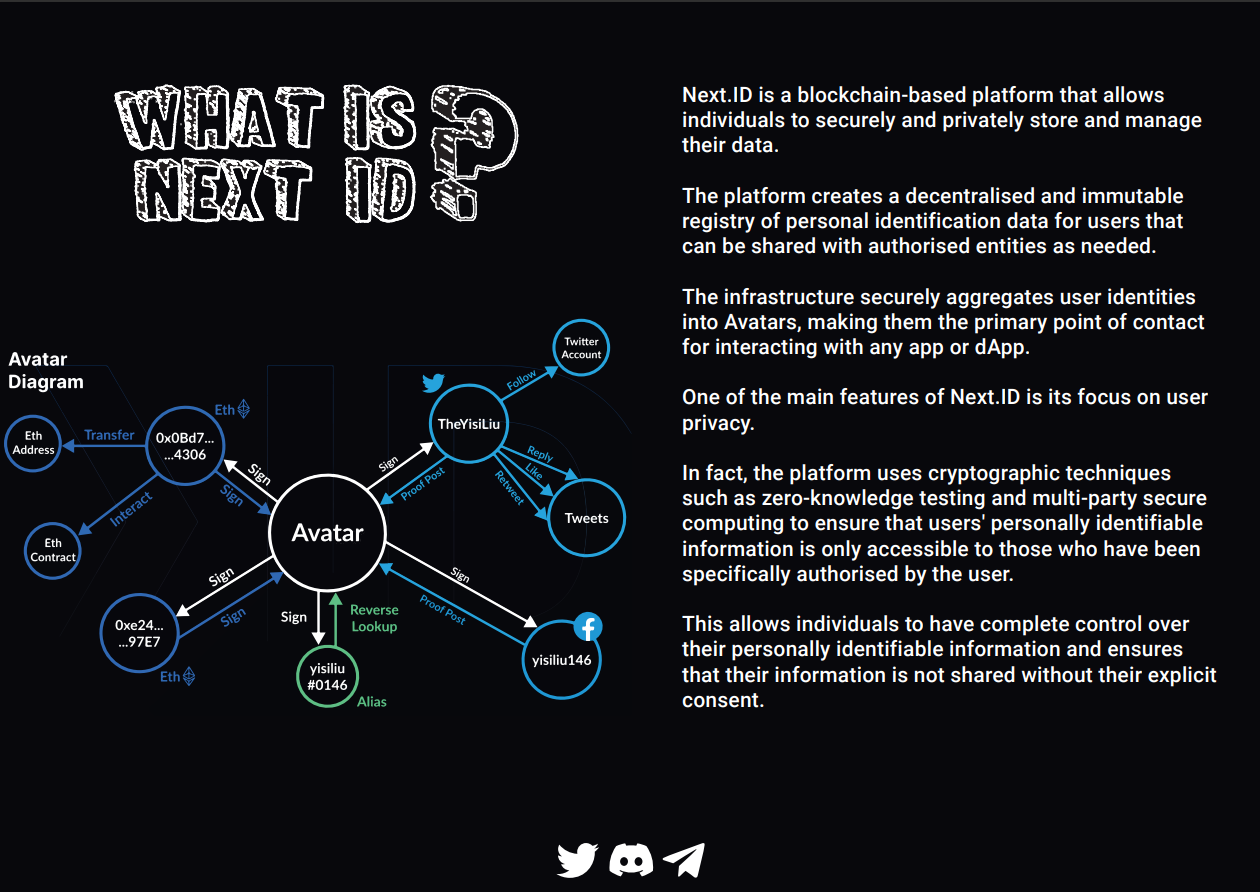 WHAT IS
NEXT ID?
Next.ID is a blockchain-based platform that allows
individuals to securely and privately store and manage
their data.
The platform creates a decentralised and immutable
registry of personal identification data for users that
can be shared with authorised entities as needed.
The infrastructure securely aggregates user identities
into Avatars, making them the primary point of contact
for interacting with any app or dApp.
One of the main features of Next.ID is its focus on user
privacy.
In fact, the platform uses cryptographic techniques
such as zero-knowledge testing and multi-party secure
computing to ensure that users' personally identifiable
information is only accessible to those who have been
specifically authorised by the user.
This allows individuals to have complete control over
their personally identifiable information and ensures
that their information is not shared without their explicit
consent.
Avatar
Diagram
Eth
Address
Transfer
0x0Bd7...
...4306
Eth
Interact
Eth
Contract
Sign
Sign
Avatar
Sign
Proof Post
TheYisiLiu
Follow
Twitter
Account
Reply
Like
Retweet
Tweets
Sign
Sign
0xe24...
...97E7
Eth
Sign
Reverse
Lookup
yisiliu
#0146
Alias
Sign
Proof Post
yisiliu146